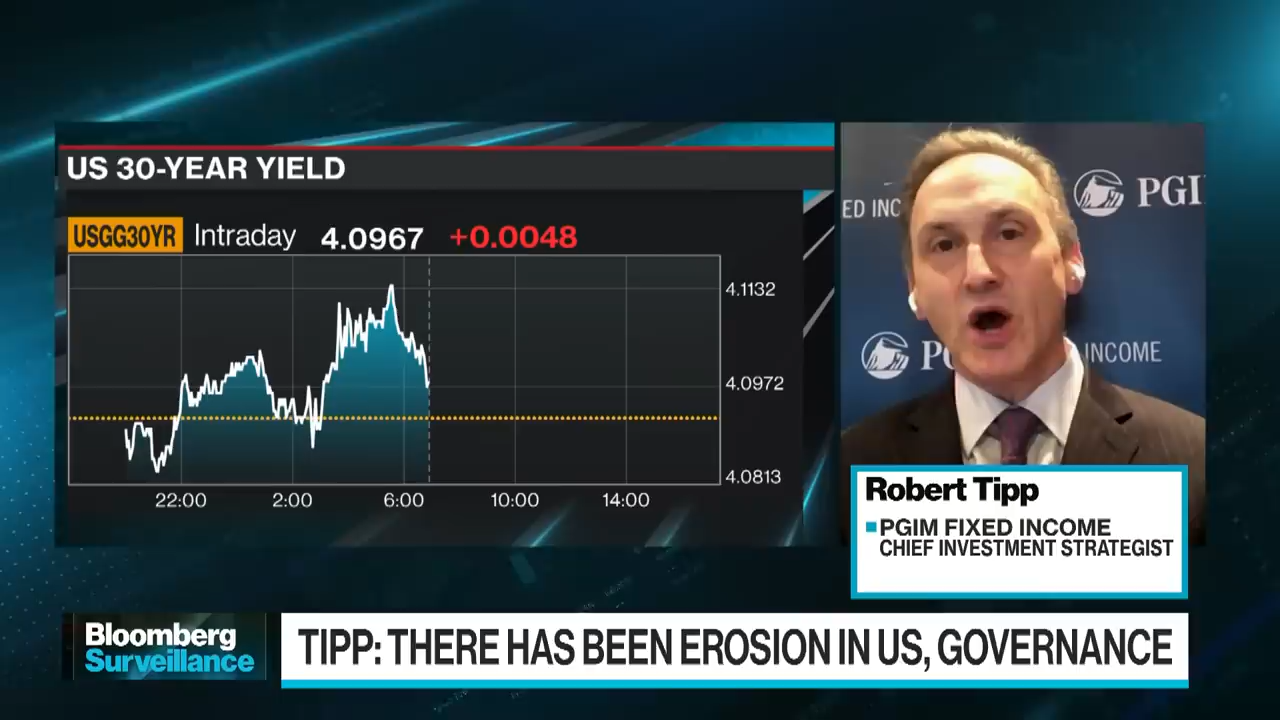 US 30-YEAR YIELD
USGG30YR Intraday 4.0967 +0.0048
4.1132
4.0972
4.0813
22:00 2:00 6:00 10:00 14:00
ED INC
PGI
INCOME
Robert Tipp
PGIM FIXED INCOME
CHIEF INVESTMENT STRATEGIST
Bloomberg
Surveillance
TIPP: THERE HAS BEEN EROSION IN US, GOVERNANCE